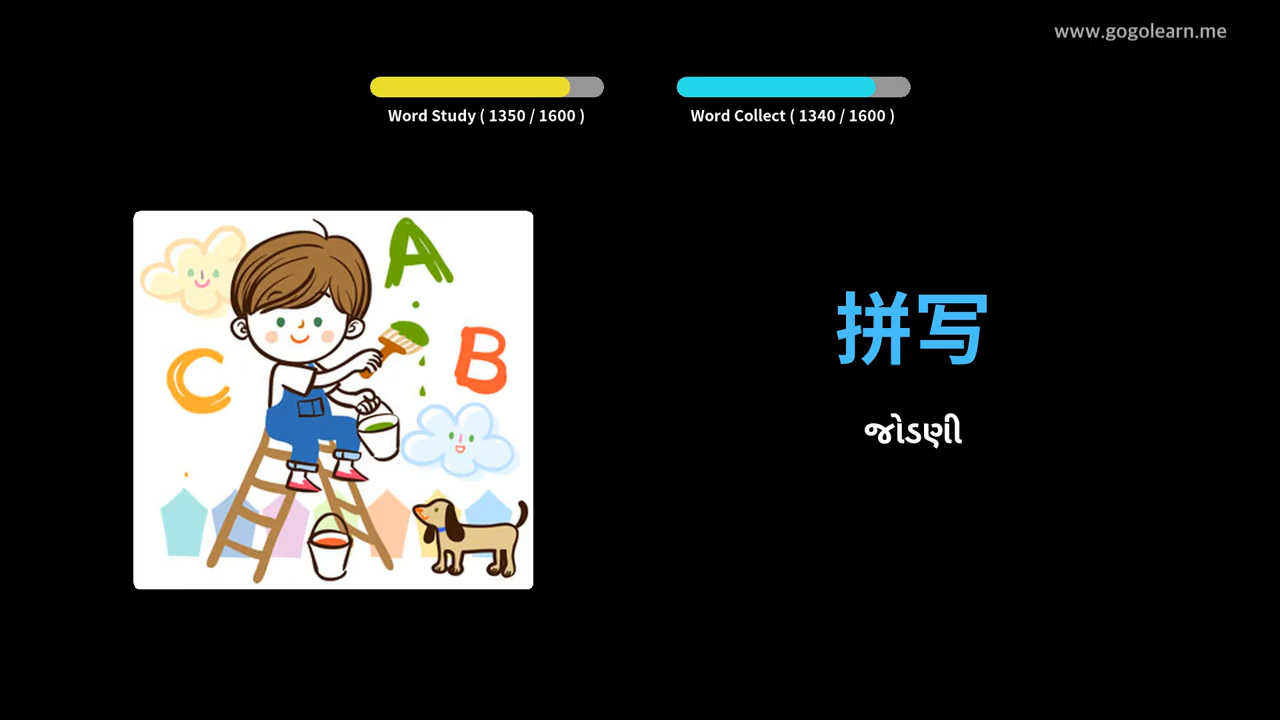 www.gogolearn.me
Word Study ( 1350 / 1600 )
Word Collect ( 1340 / 1600 )
A
B
C
拼写
જોડણી